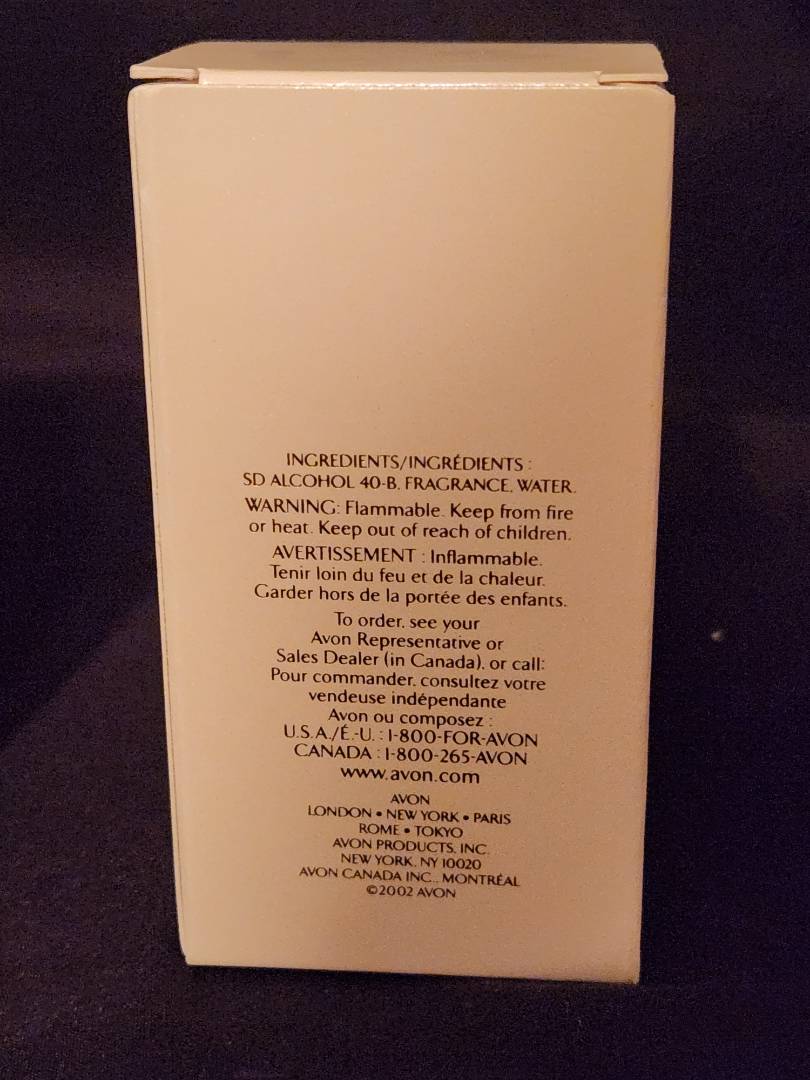 INGREDIENTS/INGRÉDIENTS :
SD ALCOHOL 40-B, FRAGRANCE, WATER.
WARNING: Flammable. Keep from fire
or heat. Keep out of reach of children.
AVERTISSEMENT : Inflammable.
Tenir loin du feu et de la chaleur.
Garder hors de la portée des enfants.
To order, see your
Avon Representative or
Sales Dealer (in Canada), or call:
Pour commander, consultez votre
vendeuse indépendante
Avon ou composez :
U.S.A./É.-U. : 1-800-FOR-AVON
CANADA : 1-800-265-AVON
www.avon.com
AVON
LONDON • NEW YORK • PARIS
ROME • TOKYO
AVON PRODUCTS, INC.
NEW YORK, NY 10020
AVON CANADA INC., MONTRÉAL
©2002 AVON